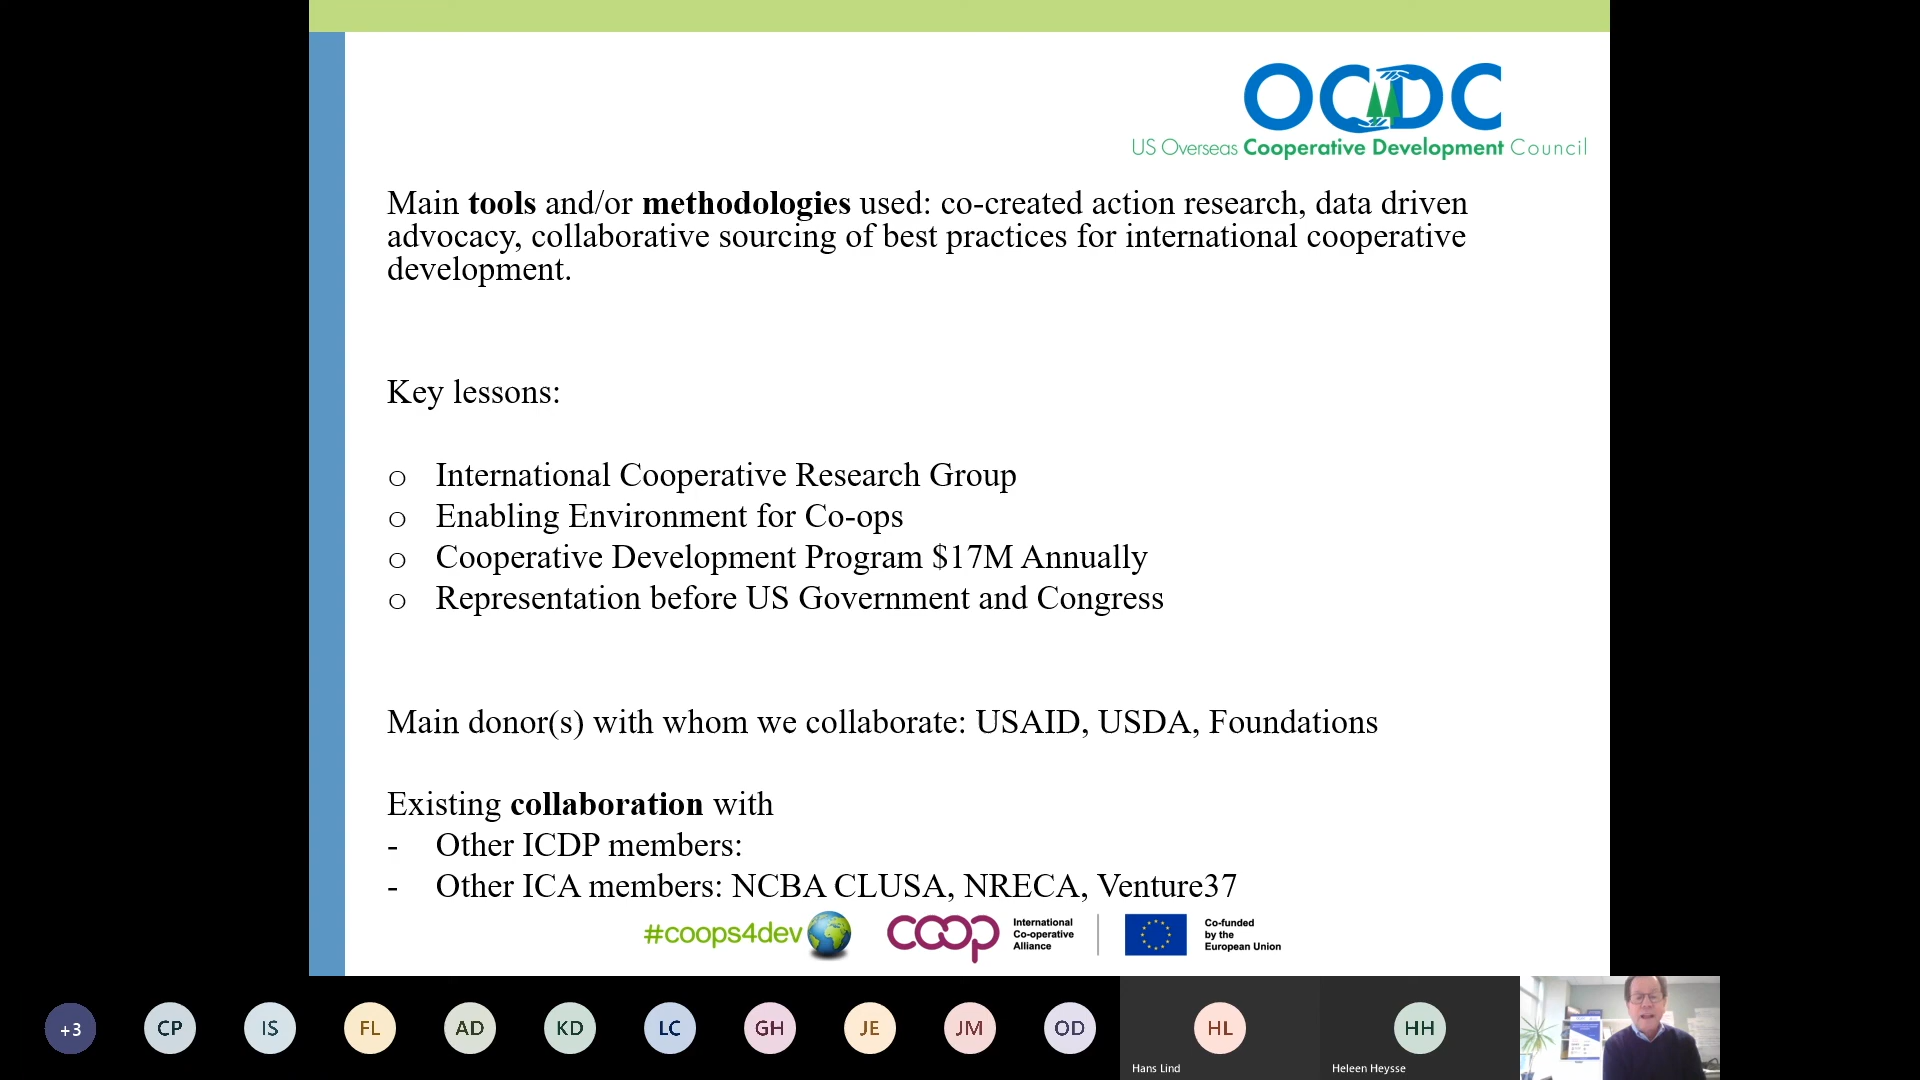 OCDC
US Overseas Cooperative Development Council
Main tools and/or methodologies used: co-created action research, data driven
advocacy, collaborative sourcing of best practices for international cooperative
development.
Key lessons:
o International Cooperative Research Group
o Enabling Environment for Co-ops
o Cooperative Development Program $17M Annually
o Representation before US Government and Congress
Main donor(s) with whom we collaborate: USAID, USDA, Foundations
Existing collaboration with
- Other ICDP members:
- Other ICA members: NCBA CLUSA, NRECA, Venture37
#coops4dev
coop
International
Co-operative
Alliance
Co-funded
by the
European Union
+3
CP
IS
FL
AD
KD
LC
GH
JE
JM
OD
HL
Hans Lind
HH
Heleen Heysse